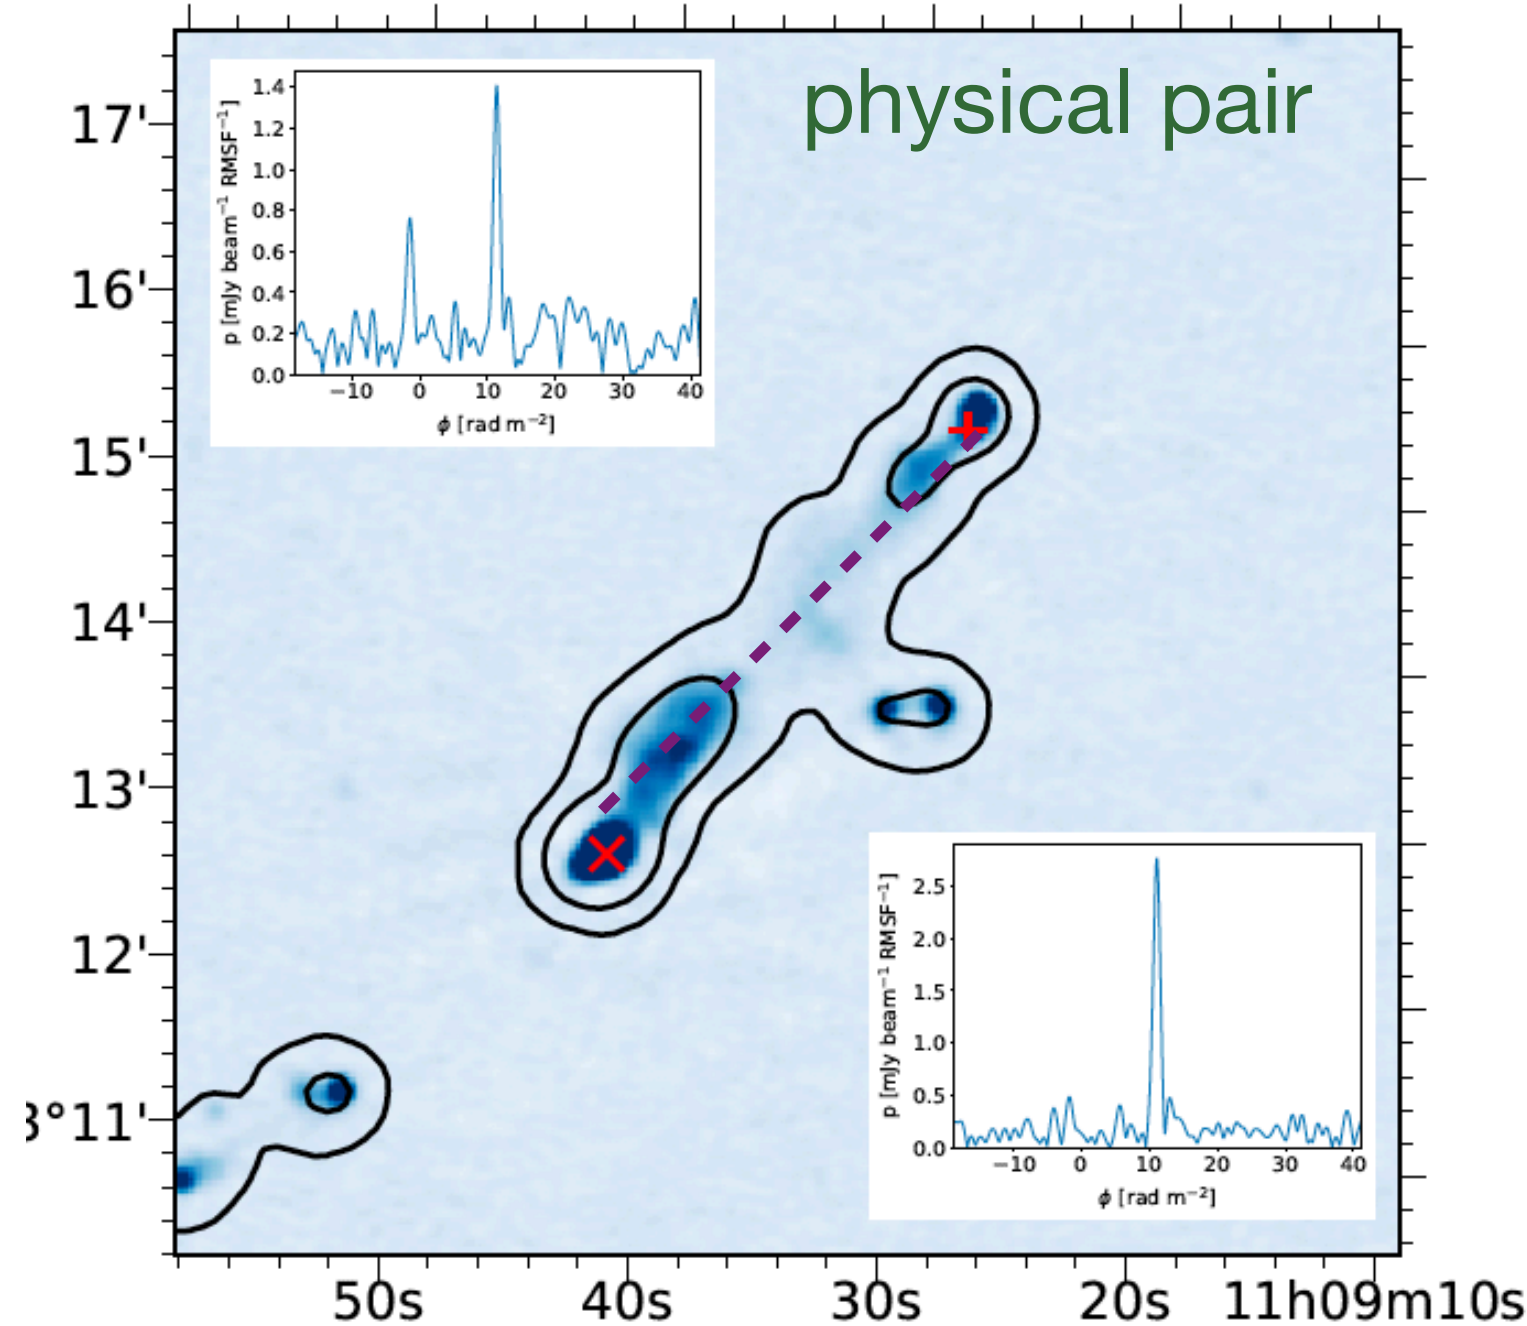 physical pair
17'
16'
15'
14'
13'
12'
3°11'
50s 40s 30s 20s 11h09m10s
p [mJy beam⁻¹ RMSF⁻¹]
1.4
1.2
1.0
0.8
0.6
0.4
0.2
0.0
−10 0 10 20 30 40
ϕ [rad m⁻²]
p [mJy beam⁻¹ RMSF⁻¹]
2.5
2.0
1.5
1.0
0.5
0.0
−10 0 10 20 30 40
ϕ [rad m⁻²]